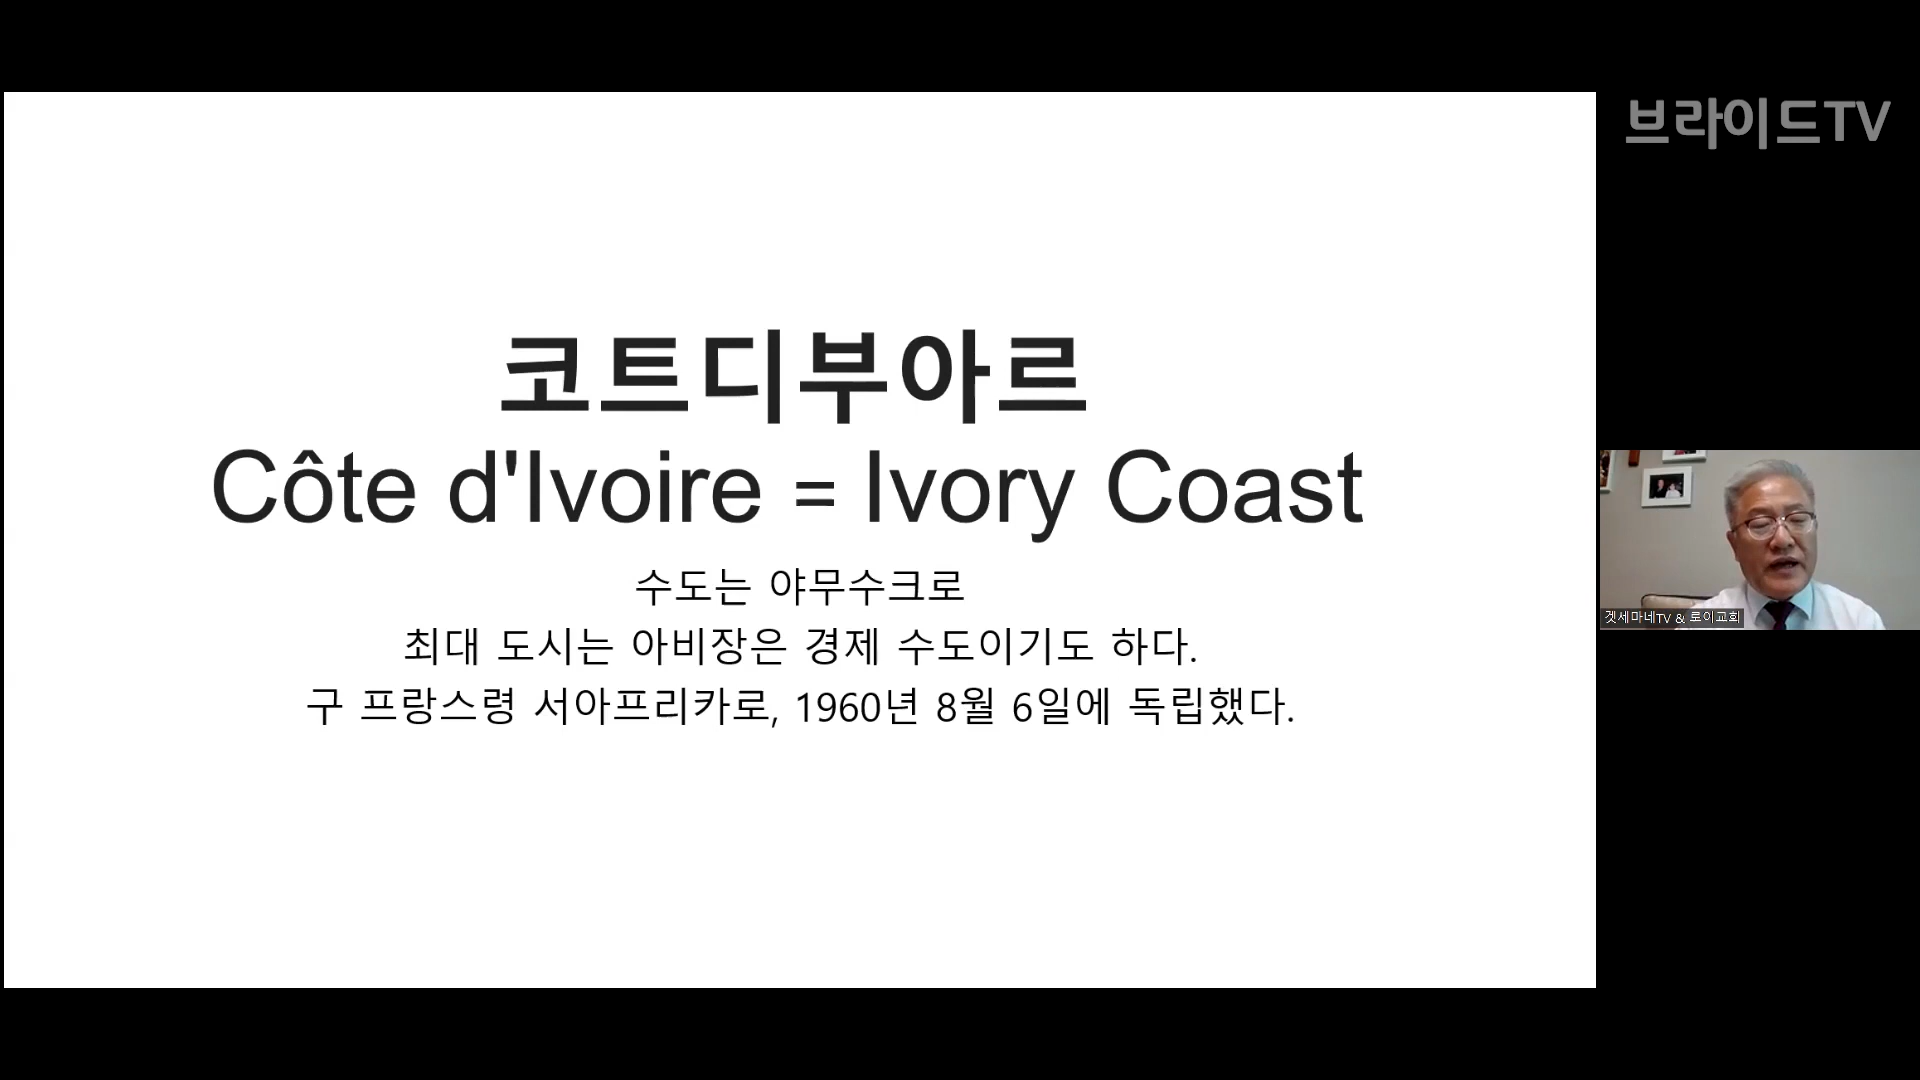 브라이드TV
코트디부아르
Côte d'Ivoire = Ivory Coast
수도는 야무수크로
최대 도시는 아비장은 경제 수도이기도 하다.
구 프랑스령 서아프리카로, 1960년 8월 6일에 독립했다.
겟세마네TV & 로이교회